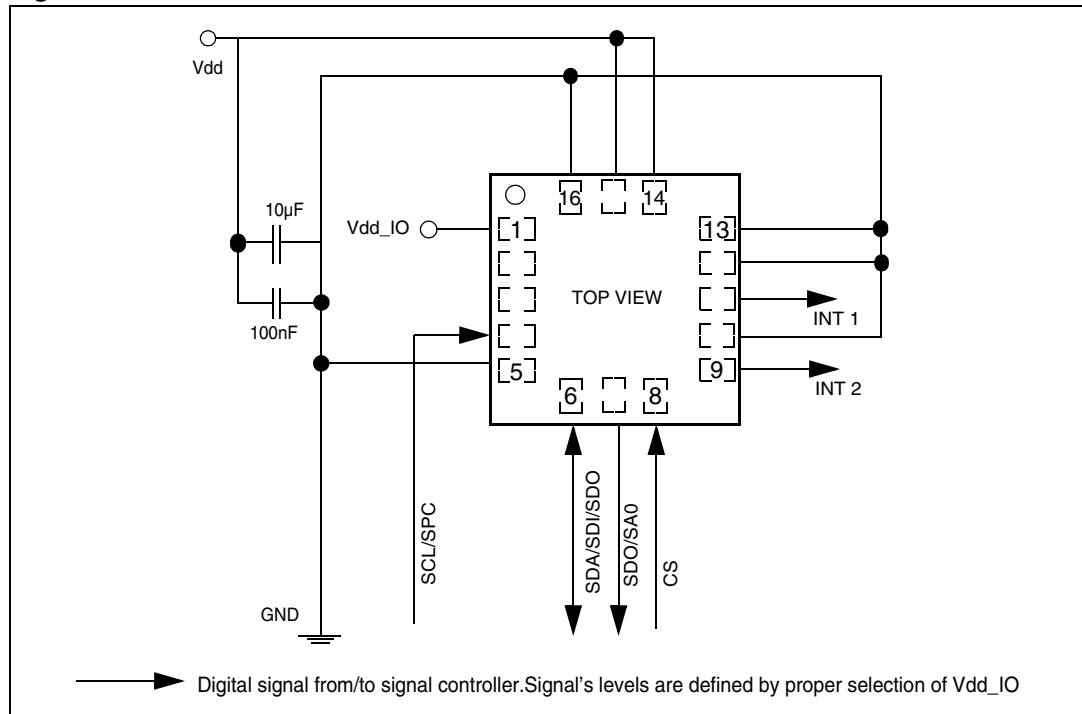 Vdd
16
14
10µF
Vdd_IO
1
13
TOP VIEW
100nF
INT 1
5
9
INT 2
6
8
SCL/SPC
SDA/SDI/SDO
SDO/SA0
CS
GND
Digital signal from/to signal controller.Signal's levels are defined by proper selection of Vdd_IO